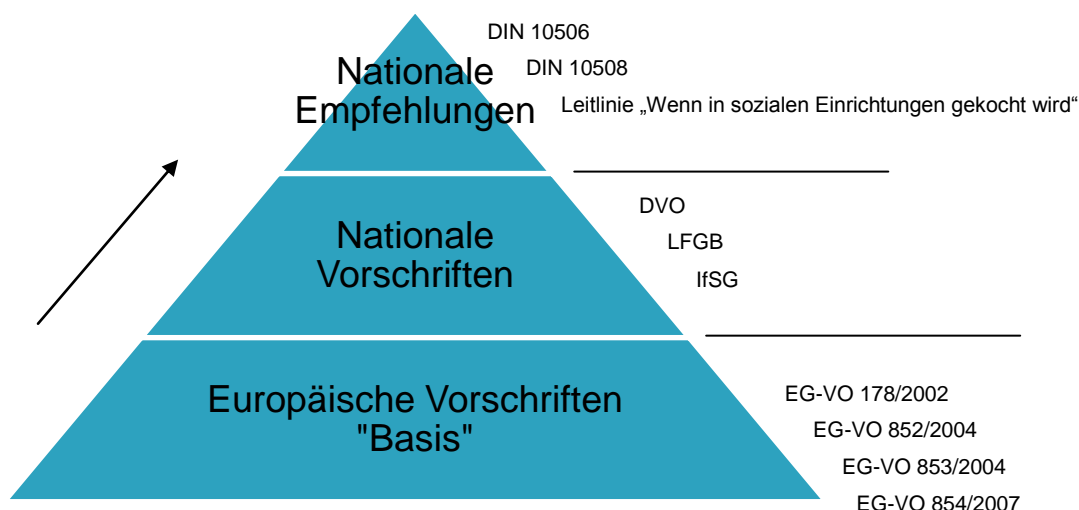 DIN 10506
Nationale
Empfehlungen
DIN 10508
Leitlinie „Wenn in sozialen Einrichtungen gekocht wird“
Nationale
Vorschriften
DVO
LFGB
IfSG
Europäische Vorschriften
"Basis"
EG-VO 178/2002
EG-VO 852/2004
EG-VO 853/2004
EG-VO 854/2007